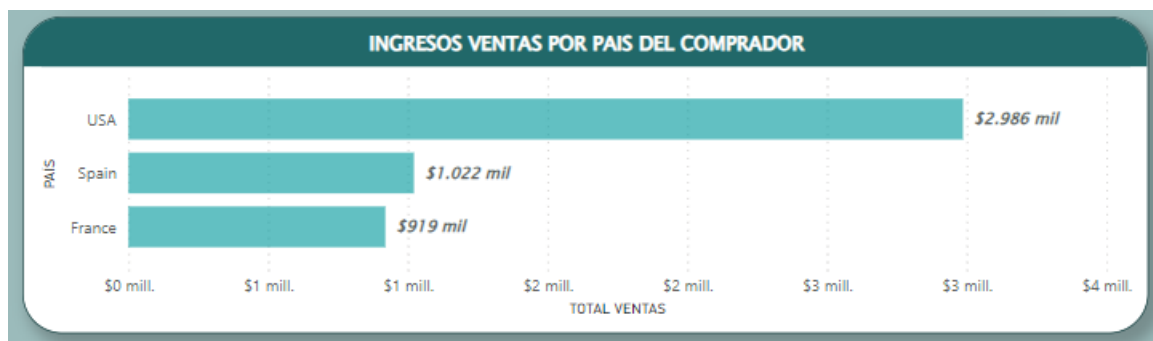 INGRESOS VENTAS POR PAIS DEL COMPRADOR
USA
$2.986 mil
PAIS
Spain
$1.022 mil
France
$919 mil
$0 mill.
$1 mill.
$1 mill.
$2 mill.
$2 mill.
$3 mill.
$3 mill.
$4 mill.
TOTAL VENTAS